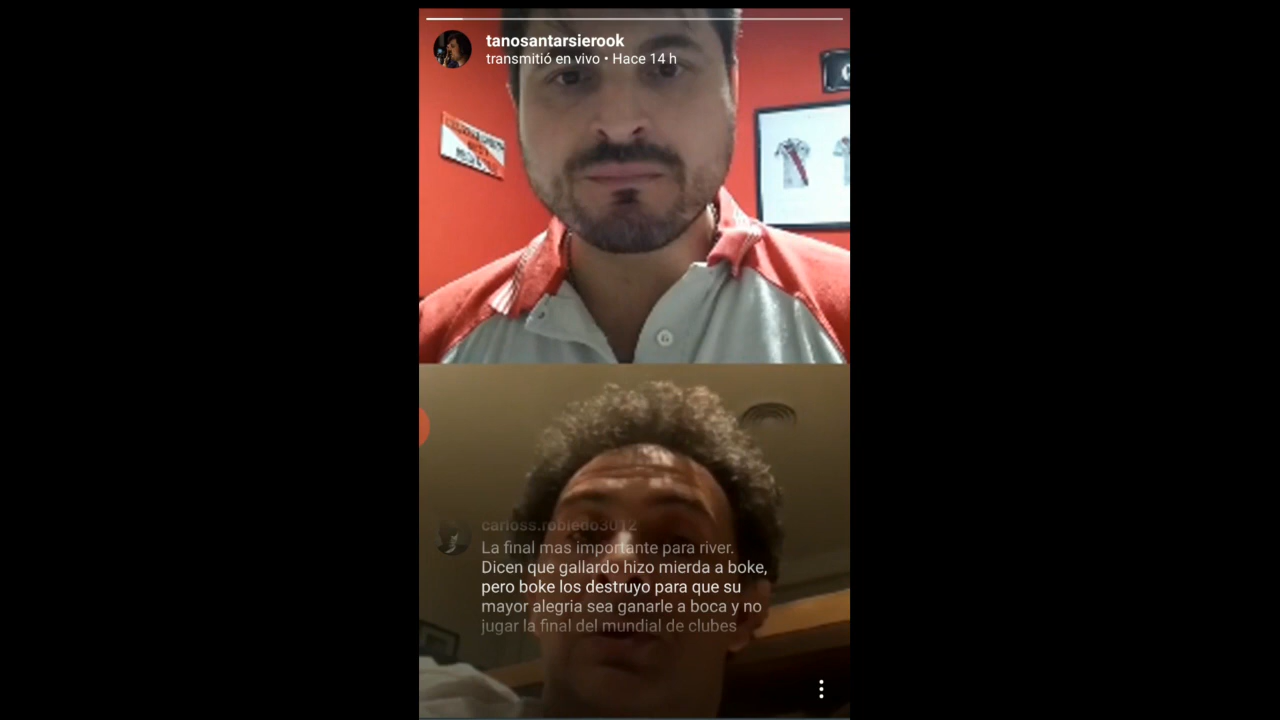 tanosantarsierook
transmitió en vivo • Hace 14 h
carloss.robledo3012
La final mas importante para river.
Dicen que gallardo hizo mierda a boke,
pero boke los destruyo para que su
mayor alegria sea ganarle a boca y no
jugar la final del mundial de clubes